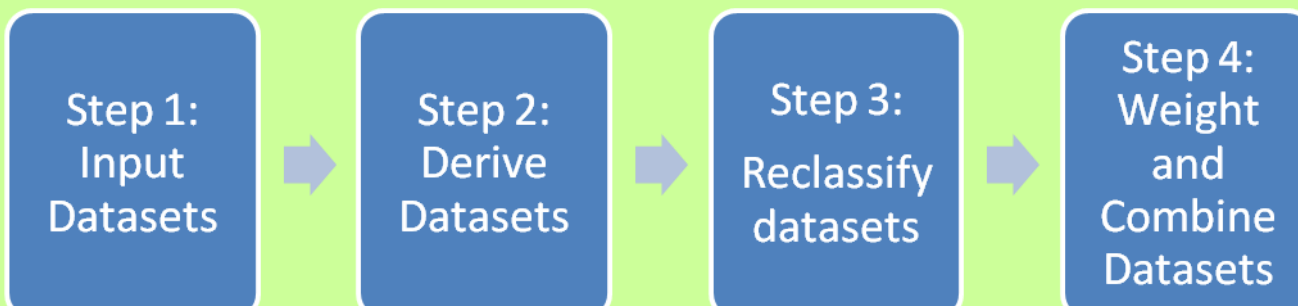 Step 1:
Input
Datasets
Step 2:
Derive
Datasets
Step 3:
Reclassify
datasets
Step 4:
Weight
and
Combine
Datasets